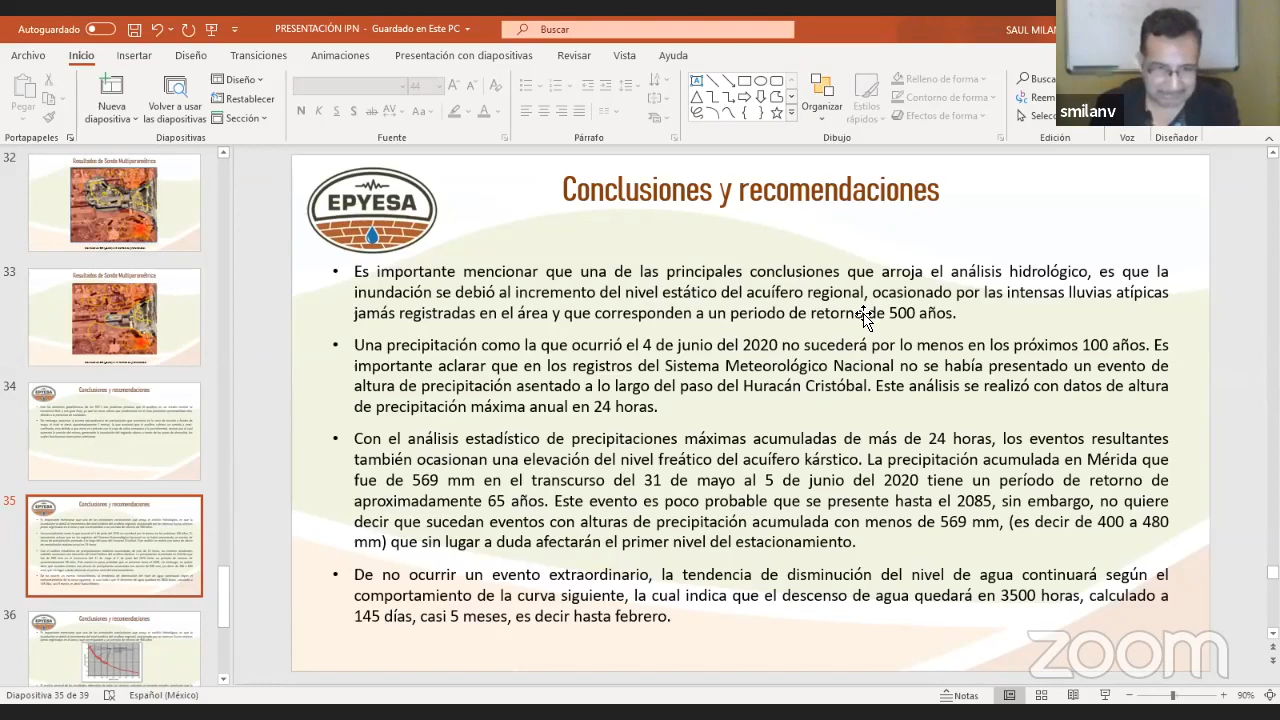 Autoguardado
PRESENTACIÓN IPN - Guardado en Este PC
Buscar
SAUL MILAN
Archivo Inicio Insertar Diseño Transiciones Animaciones Presentación con diapositivas Revisar Vista Ayuda
Pegar
Nueva diapositiva
Volver a usar las diapositivas
Diseño
Restablecer
Sección
44
N K S
Aa
Organizar
Estilos rápidos
Relleno de forma
Contorno de forma
Efectos de forma
smilanv
Portapapeles Diapositivas Fuente Párrafo Dibujo Edición Voz Diseñador
32
Resultados de Sonda Multiparamétrica
33
Resultados de Sonda Multiparamétrica
34
Conclusiones y recomendaciones
35
Conclusiones y recomendaciones
36
Conclusiones y recomendaciones
EPYESA
Conclusiones y recomendaciones
• Es importante mencionar que una de las principales conclusiones que arroja el análisis hidrológico, es que la
inundación se debió al incremento del nivel estático del acuífero regional, ocasionado por las intensas lluvias atípicas
jamás registradas en el área y que corresponden a un periodo de retorno de 500 años.
• Una precipitación como la que ocurrió el 4 de junio del 2020 no sucederá por lo menos en los próximos 100 años. Es
importante aclarar que en los registros del Sistema Meteorológico Nacional no se había presentado un evento de
altura de precipitación asentado a lo largo del paso del Huracán Cristóbal. Este análisis se realizó con datos de altura
de precipitación máxima anual en 24 horas.
• Con el análisis estadístico de precipitaciones máximas acumuladas de más de 24 horas, los eventos resultantes
también ocasionan una elevación del nivel freático del acuífero kárstico. La precipitación acumulada en Mérida que
fue de 569 mm en el transcurso del 31 de mayo al 5 de junio del 2020 tiene un período de retorno de
aproximadamente 65 años. Este evento es poco probable que se presente hasta el 2085, sin embargo, no quiere
decir que sucedan eventos con alturas de precipitación acumulada con menos de 569 mm, (es decir de 400 a 480
mm) que sin lugar a duda afectarán el primer nivel del estacionamiento.
• De no ocurrir un evento extraordinario, la tendencia de la disminución del nivel de agua continuará según el
comportamiento de la curva siguiente, la cual indica que el descenso de agua quedará en 3500 horas, calculado a
145 días, casi 5 meses, es decir hasta febrero.
zoom
Diapositiva 35 de 39 Español (México) Notas 90%